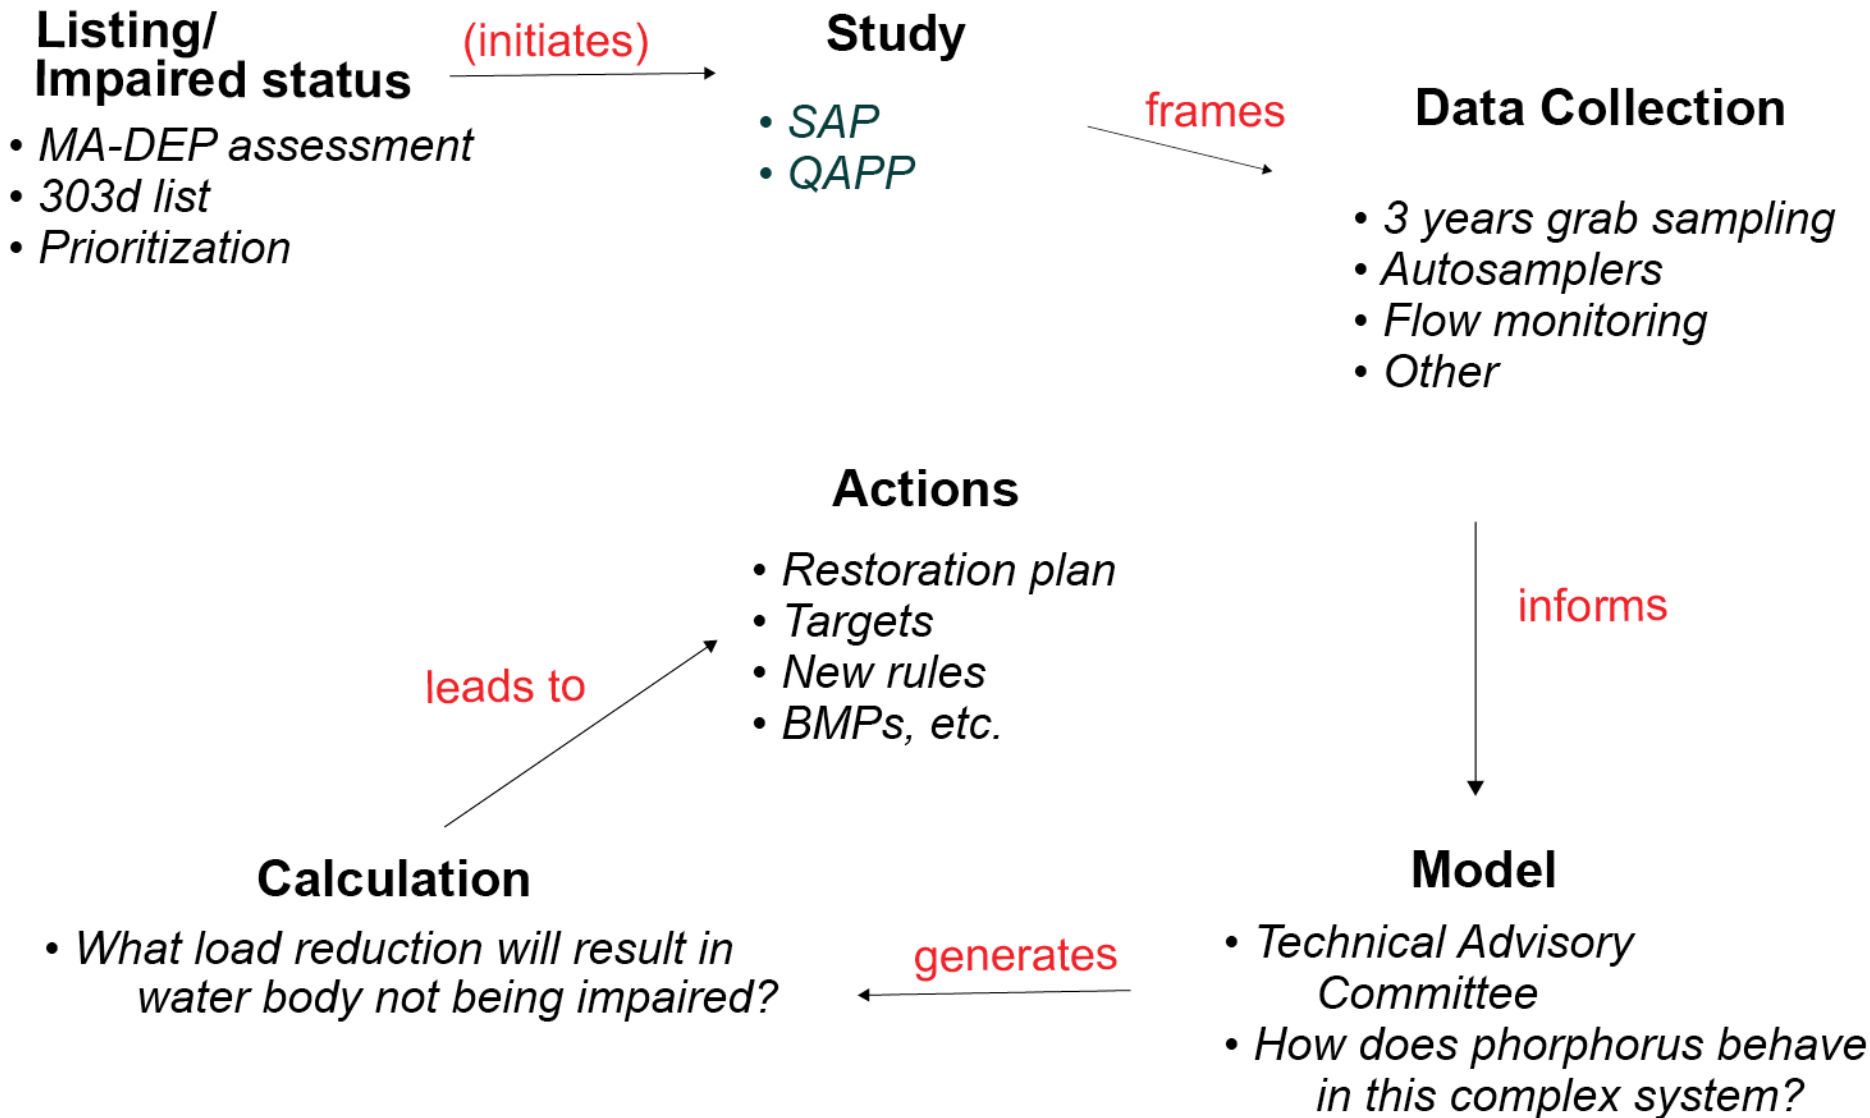 Listing/
Impaired status
• MA-DEP assessment
• 303d list
• Prioritization
(initiates)
Study
• SAP
• QAPP
frames
Data Collection
• 3 years grab sampling
• Autosamplers
• Flow monitoring
• Other
informs
Model
• Technical Advisory
Committee
• How does phorphorus behave
in this complex system?
generates
Calculation
• What load reduction will result in
water body not being impaired?
leads to
Actions
• Restoration plan
• Targets
• New rules
• BMPs, etc.